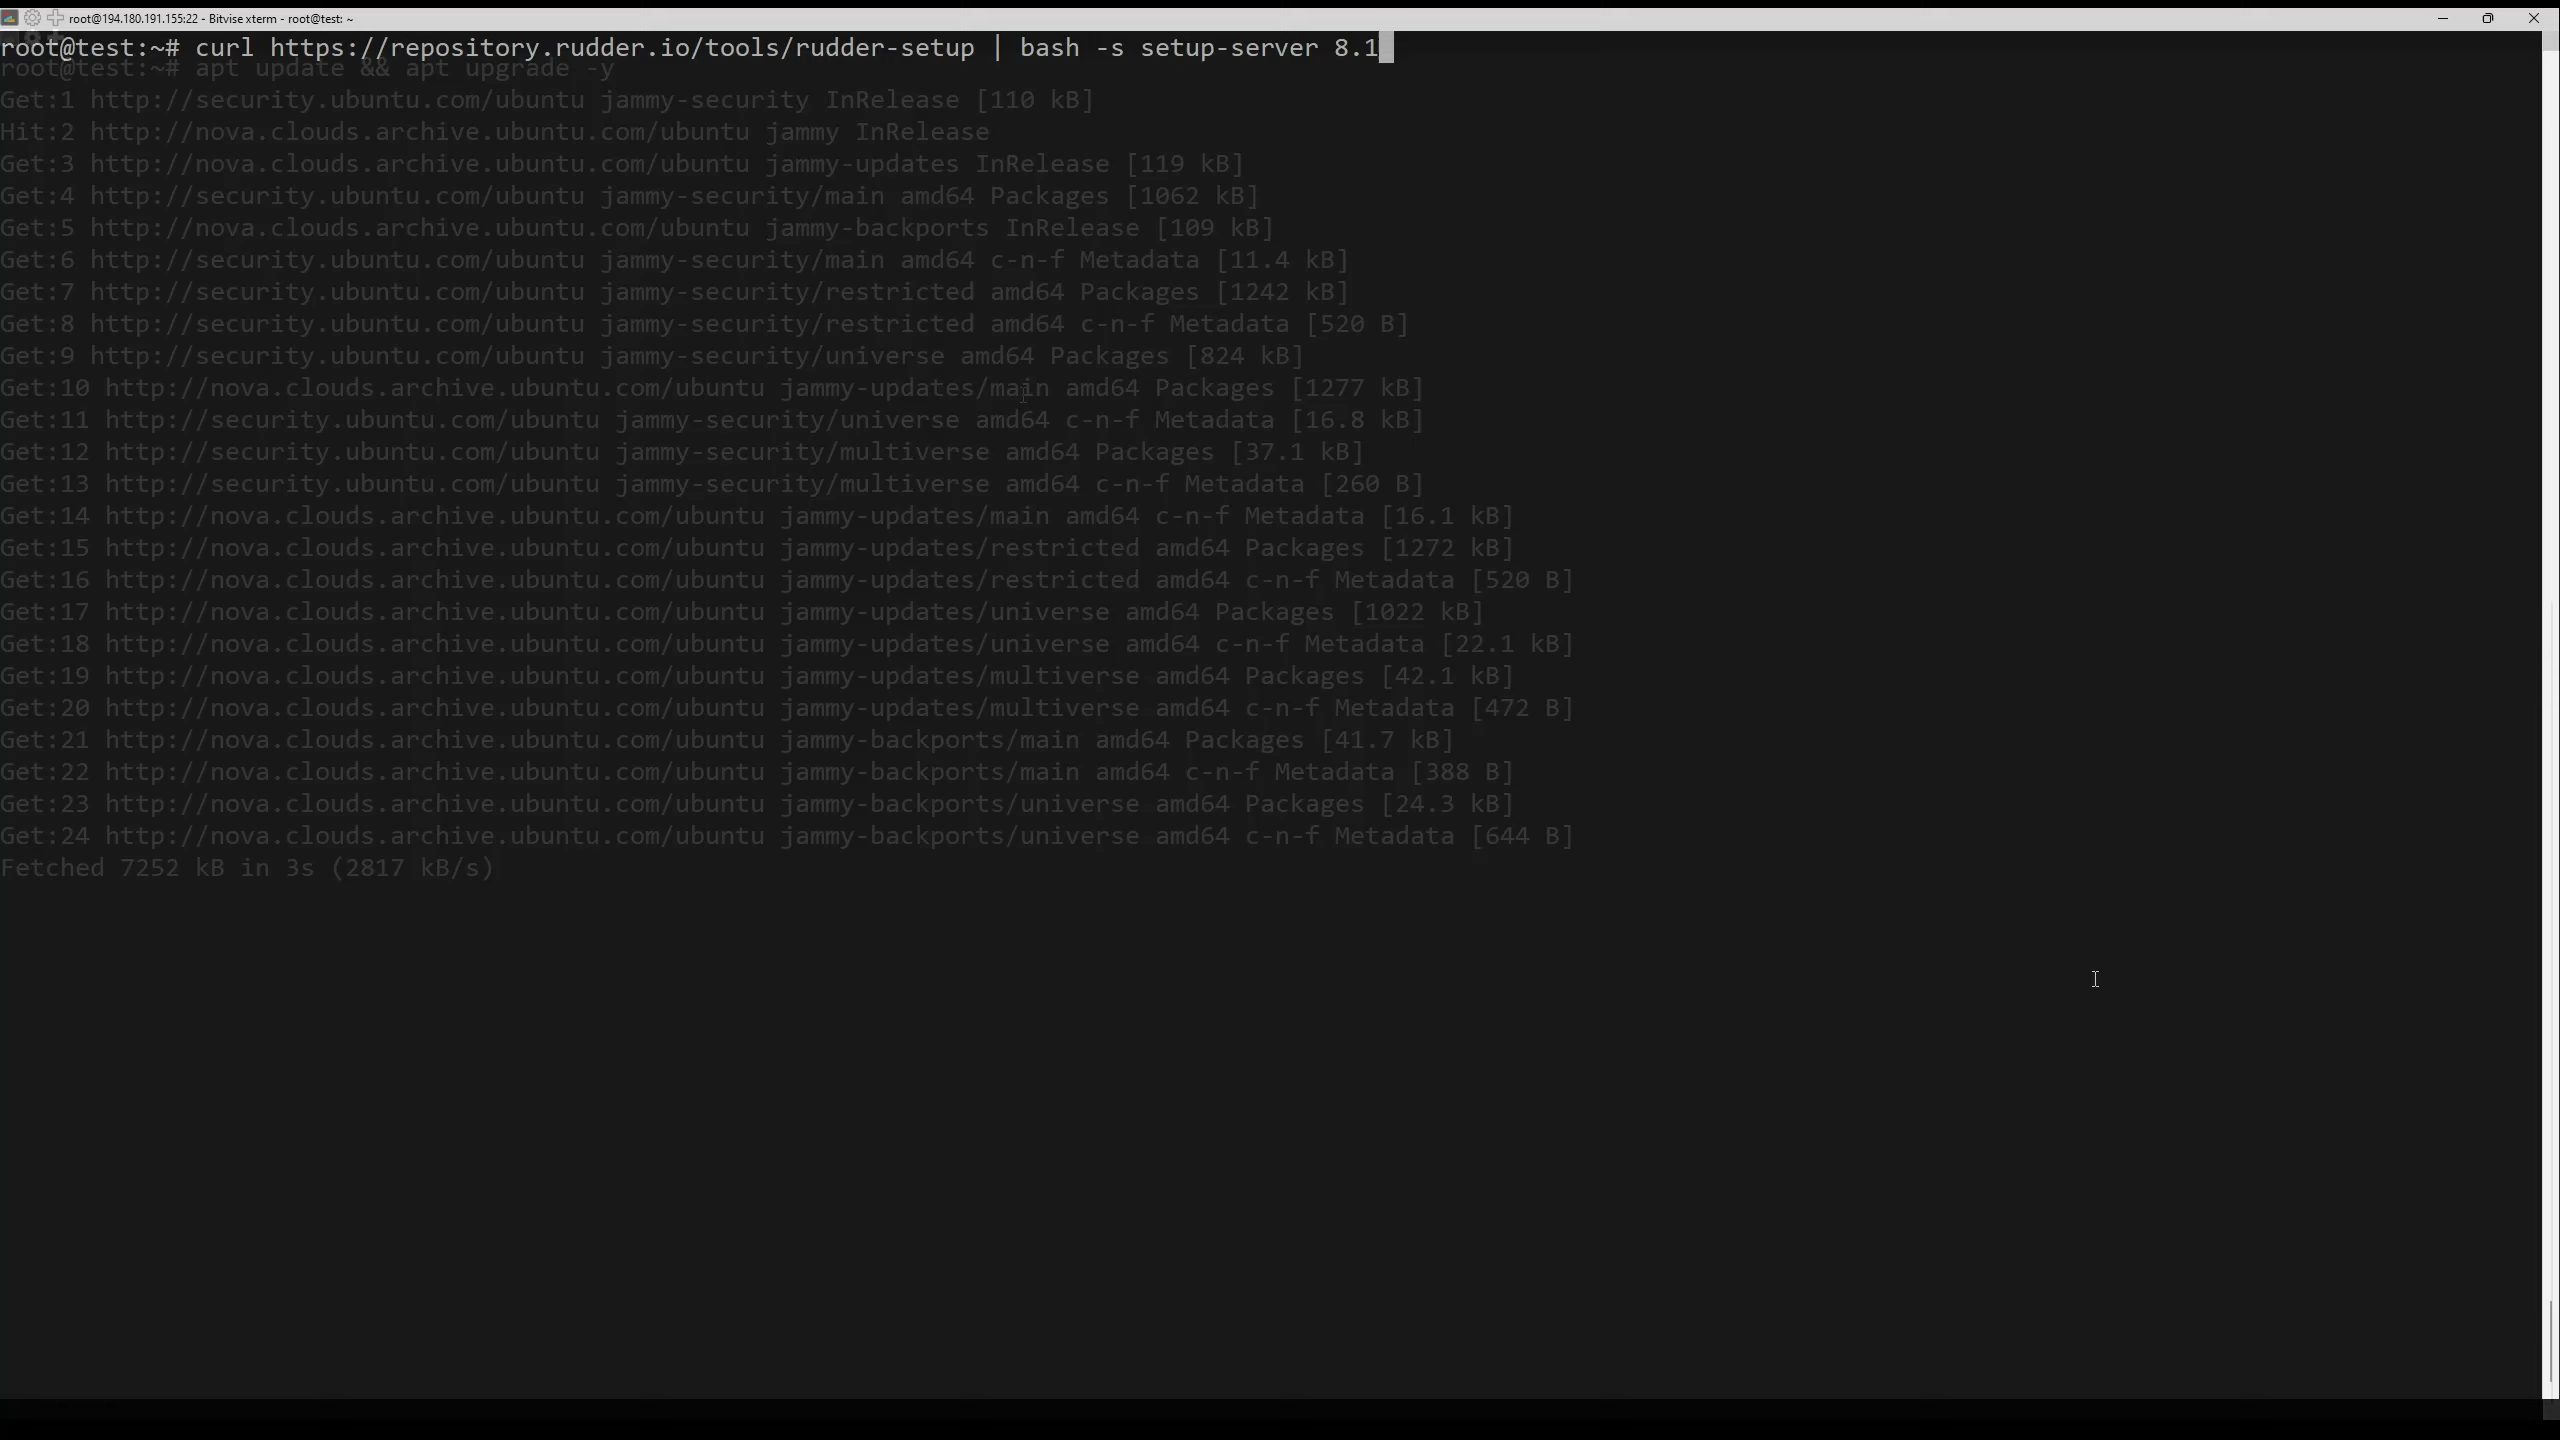 root@194.180.191.155:22 - Bitvise xterm - root@test: ~
root@test:~# curl https://repository.rudder.io/tools/rudder-setup | bash -s setup-server 8.1
root@test:~# apt update && apt upgrade -y
Get:1 http://security.ubuntu.com/ubuntu jammy-security InRelease [110 kB]
Hit:2 http://nova.clouds.archive.ubuntu.com/ubuntu jammy InRelease
Get:3 http://nova.clouds.archive.ubuntu.com/ubuntu jammy-updates InRelease [119 kB]
Get:4 http://security.ubuntu.com/ubuntu jammy-security/main amd64 Packages [1062 kB]
Get:5 http://nova.clouds.archive.ubuntu.com/ubuntu jammy-backports InRelease [109 kB]
Get:6 http://security.ubuntu.com/ubuntu jammy-security/main amd64 c-n-f Metadata [11.4 kB]
Get:7 http://security.ubuntu.com/ubuntu jammy-security/restricted amd64 Packages [1242 kB]
Get:8 http://security.ubuntu.com/ubuntu jammy-security/restricted amd64 c-n-f Metadata [520 B]
Get:9 http://security.ubuntu.com/ubuntu jammy-security/universe amd64 Packages [824 kB]
Get:10 http://nova.clouds.archive.ubuntu.com/ubuntu jammy-updates/main amd64 Packages [1277 kB]
Get:11 http://security.ubuntu.com/ubuntu jammy-security/universe amd64 c-n-f Metadata [16.8 kB]
Get:12 http://security.ubuntu.com/ubuntu jammy-security/multiverse amd64 Packages [37.1 kB]
Get:13 http://security.ubuntu.com/ubuntu jammy-security/multiverse amd64 c-n-f Metadata [260 B]
Get:14 http://nova.clouds.archive.ubuntu.com/ubuntu jammy-updates/main amd64 c-n-f Metadata [16.1 kB]
Get:15 http://nova.clouds.archive.ubuntu.com/ubuntu jammy-updates/restricted amd64 Packages [1272 kB]
Get:16 http://nova.clouds.archive.ubuntu.com/ubuntu jammy-updates/restricted amd64 c-n-f Metadata [520 B]
Get:17 http://nova.clouds.archive.ubuntu.com/ubuntu jammy-updates/universe amd64 Packages [1022 kB]
Get:18 http://nova.clouds.archive.ubuntu.com/ubuntu jammy-updates/universe amd64 c-n-f Metadata [22.1 kB]
Get:19 http://nova.clouds.archive.ubuntu.com/ubuntu jammy-updates/multiverse amd64 Packages [42.1 kB]
Get:20 http://nova.clouds.archive.ubuntu.com/ubuntu jammy-updates/multiverse amd64 c-n-f Metadata [472 B]
Get:21 http://nova.clouds.archive.ubuntu.com/ubuntu jammy-backports/main amd64 Packages [41.7 kB]
Get:22 http://nova.clouds.archive.ubuntu.com/ubuntu jammy-backports/main amd64 c-n-f Metadata [388 B]
Get:23 http://nova.clouds.archive.ubuntu.com/ubuntu jammy-backports/universe amd64 Packages [24.3 kB]
Get:24 http://nova.clouds.archive.ubuntu.com/ubuntu jammy-backports/universe amd64 c-n-f Metadata [644 B]
Fetched 7252 kB in 3s (2817 kB/s)